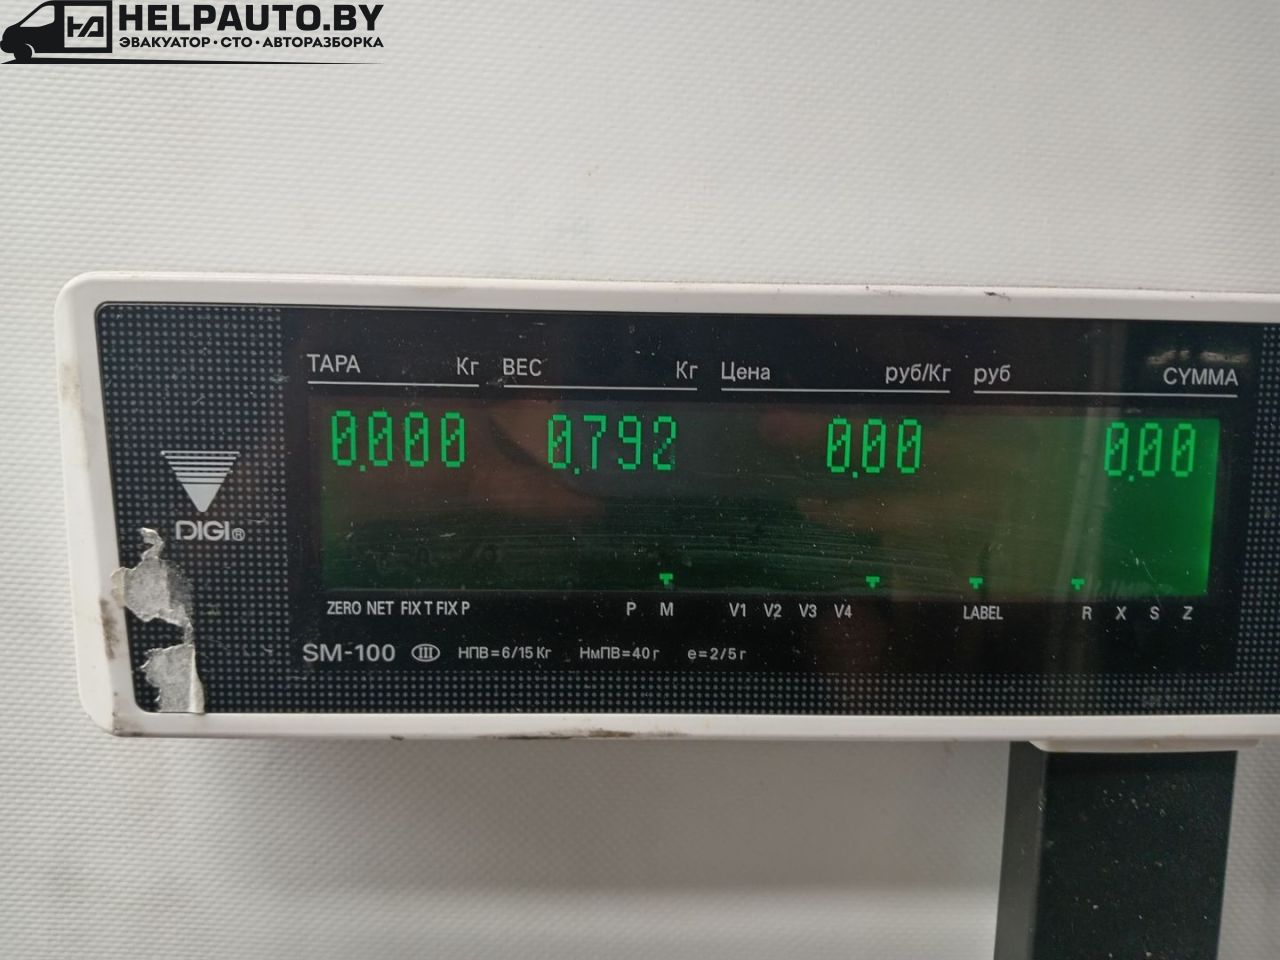 HELPAUTO.BY
ЭВАКУАТОР·СТО·АВТОРАЗБОРКА
ТАРА Кг ВЕС Кг Цена руб/Кг руб СУММА
0.000 0.792 0.00 0.00
DIGI®
ZERO NET FIX T FIX P P M V1 V2 V3 V4 LABEL R X S Z
SM-100 III НПВ=6/15 Кг НмПВ=40 г e=2/5 г